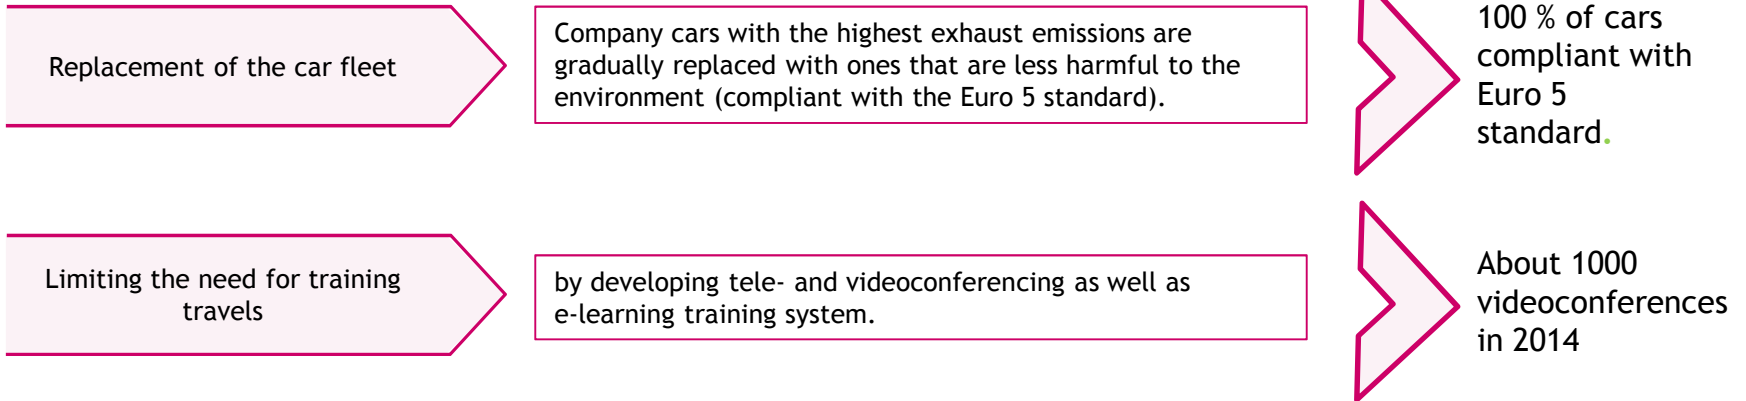 Replacement of the car fleet
Company cars with the highest exhaust emissions are
gradually replaced with ones that are less harmful to the
environment (compliant with the Euro 5 standard).
100 % of cars
compliant with
Euro 5
standard.
Limiting the need for training
travels
by developing tele- and videoconferencing as well as
e-learning training system.
About 1000
videoconferences
in 2014